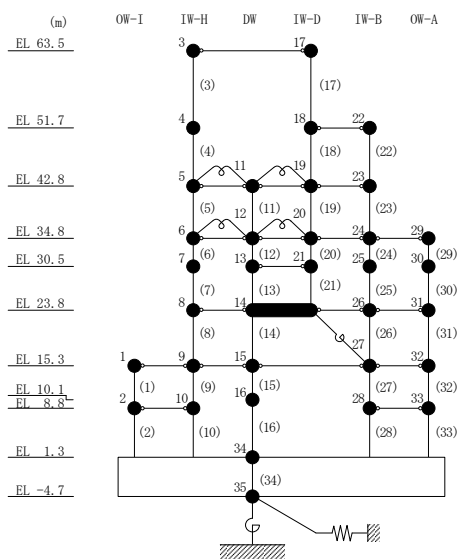 (m) OW-I IW-H DW IW-D IW-B OW-A
EL 63.5 3 17
(3) (17)
EL 51.7 4 18 22
(4) 11 (18) 19 (22)
EL 42.8 5 23
(5) 12 (11) 20 (19) (23)
EL 34.8 6 24 29
(6) (12) (20) (24) (29)
EL 30.5 7 13 21 25 30
(7) (13) (21) (25) (30)
EL 23.8 8 14 26 31
(8) (14) (26) (31)
27
EL 15.3 1 9 15 32
(1) (9) (15) (27) (32)
EL 10.1 16
EL 8.8 2 10 28 33
(2) (10) (16) (28) (33)
EL 1.3 34
(34)
EL -4.7 35